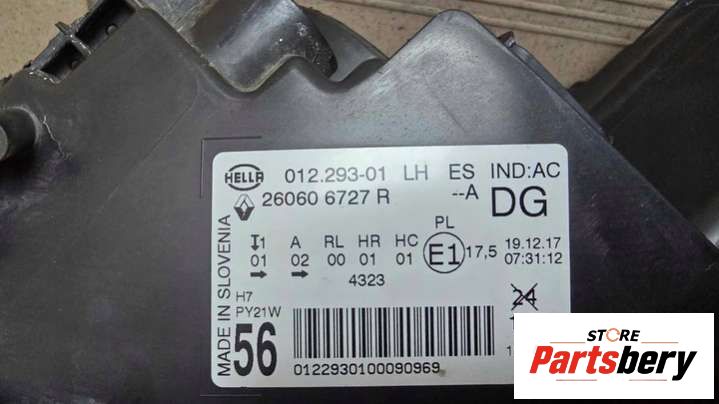 HELLA 012.293-01 LH ES IND:AC
260606727R --A DG
PL
1 A RL HR HC E1 17,5 19.12.17
01 02 00 01 01 07:31:12
4323
H7
PY21W
24
56
0122930100090969
MADE IN SLOVENIA
STORE
Partsbery